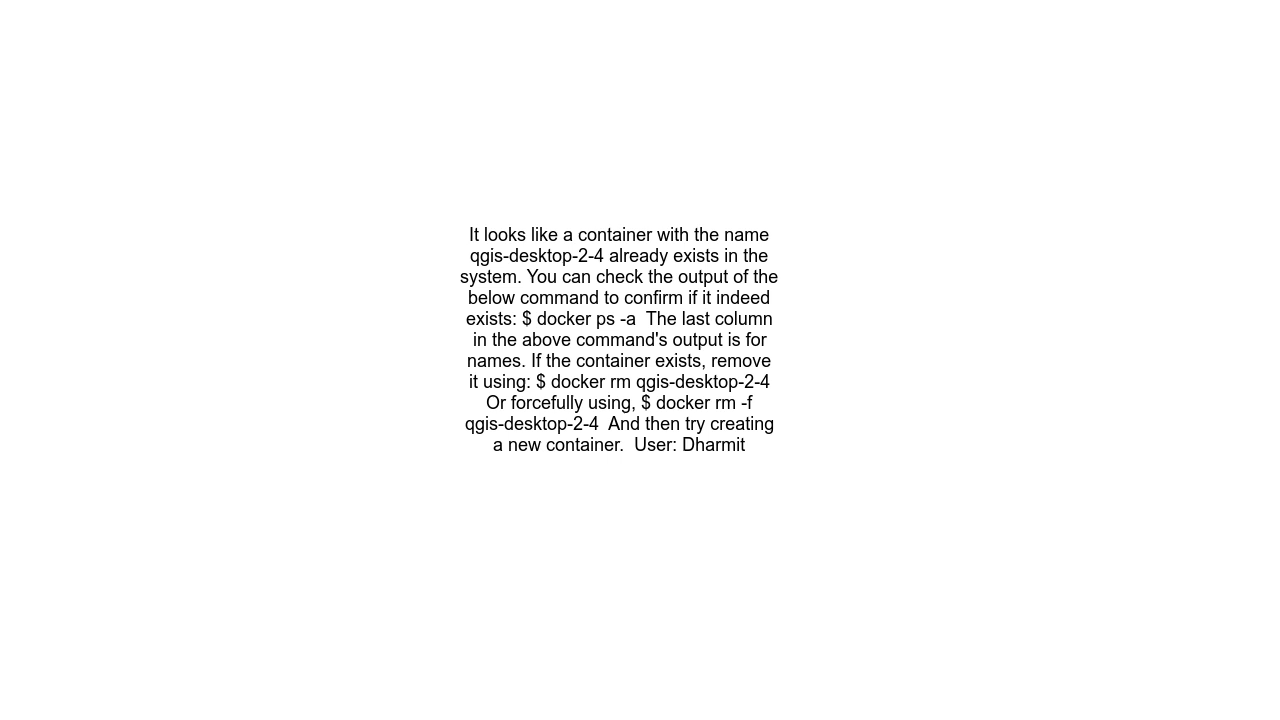 It looks like a container with the name
qgis-desktop-2-4 already exists in the
system. You can check the output of the
below command to confirm if it indeed
exists: $ docker ps -a  The last column
in the above command's output is for
names. If the container exists, remove
it using: $ docker rm qgis-desktop-2-4
Or forcefully using, $ docker rm -f
qgis-desktop-2-4  And then try creating
a new container.  User: Dharmit